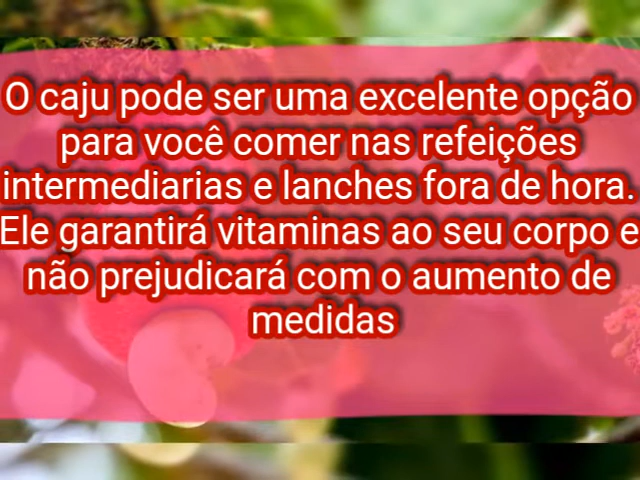 O caju pode ser uma excelente opção
para você comer nas refeições
intermediarias e lanches fora de hora.
Ele garantirá vitaminas ao seu corpo e
não prejudicará com o aumento de
medidas